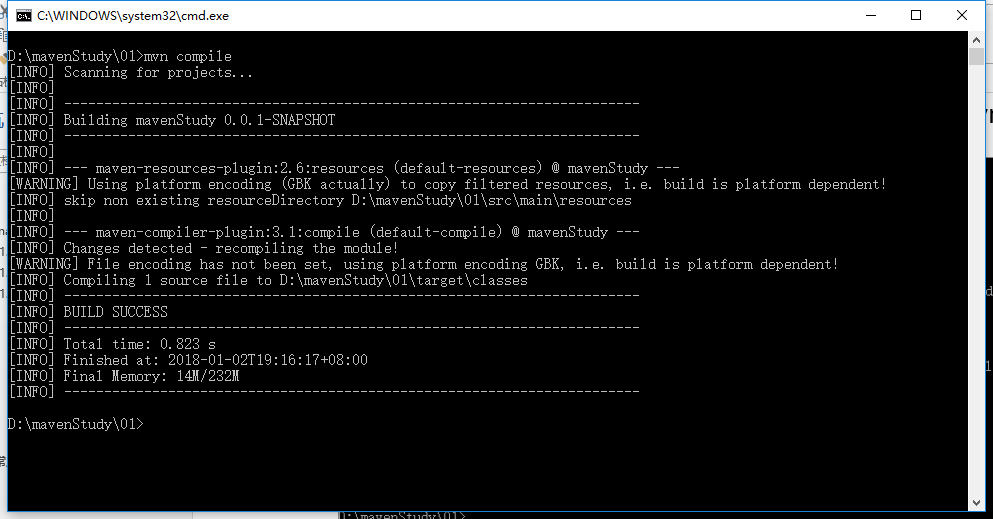 C:\WINDOWS\system32\cmd.exe
D:\mavenStudy\01>mvn compile
[INFO] Scanning for projects...
[INFO]
[INFO] ------------------------------------------------------------------------
[INFO] Building mavenStudy 0.0.1-SNAPSHOT
[INFO] ------------------------------------------------------------------------
[INFO]
[INFO] --- maven-resources-plugin:2.6:resources (default-resources) @ mavenStudy ---
[WARNING] Using platform encoding (GBK actually) to copy filtered resources, i.e. build is platform dependent!
[INFO] skip non existing resourceDirectory D:\mavenStudy\01\src\main\resources
[INFO]
[INFO] --- maven-compiler-plugin:3.1:compile (default-compile) @ mavenStudy ---
[INFO] Changes detected - recompiling the module!
[WARNING] File encoding has not been set, using platform encoding GBK, i.e. build is platform dependent!
[INFO] Compiling 1 source file to D:\mavenStudy\01\target\classes
[INFO] ------------------------------------------------------------------------
[INFO] BUILD SUCCESS
[INFO] ------------------------------------------------------------------------
[INFO] Total time: 0.823 s
[INFO] Finished at: 2018-01-02T19:16:17+08:00
[INFO] Final Memory: 14M/232M
[INFO] ------------------------------------------------------------------------
D:\mavenStudy\01>
D:\mavenStudy\01>